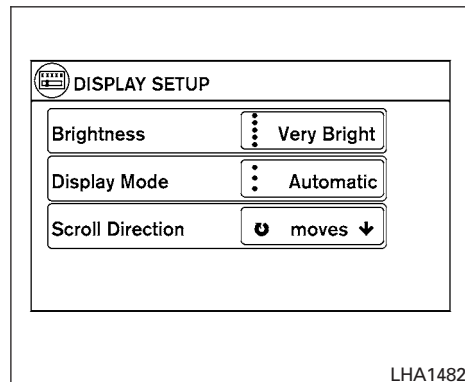 DISPLAY SETUP
Brightness Very Bright
Display Mode Automatic
Scroll Direction moves
LHA1482